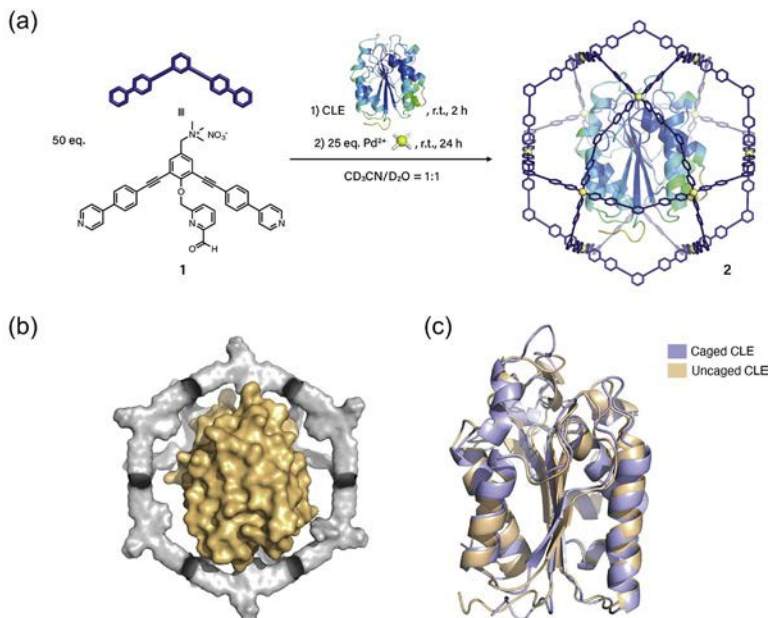 (a)
50 eq.
N⁺
NO₃⁻
O
N
N
N
O
H
1
1) CLE , r.t., 2 h
2) 25 eq. Pd²⁺ , r.t., 24 h
CD₃CN/D₂O = 1:1
2
(b)
(c)
Caged CLE
Uncaged CLE